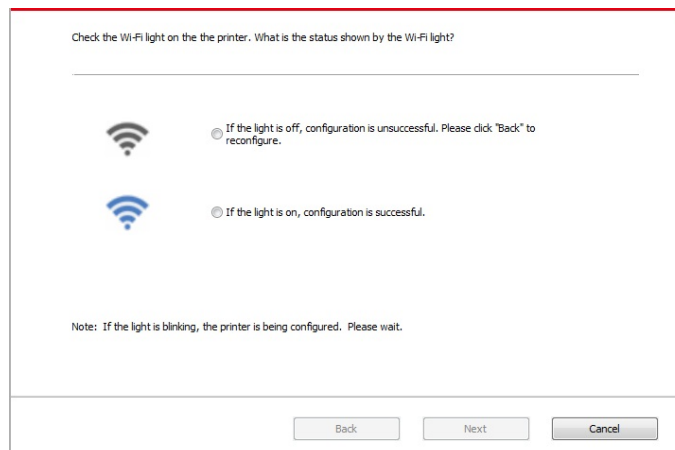 Check the Wi-Fi light on the the printer. What is the status shown by the Wi-Fi light?
If the light is off, configuration is unsuccessful. Please click "Back" to
reconfigure.
If the light is on, configuration is successful.
Note: If the light is blinking, the printer is being configured. Please wait.
Back
Next
Cancel